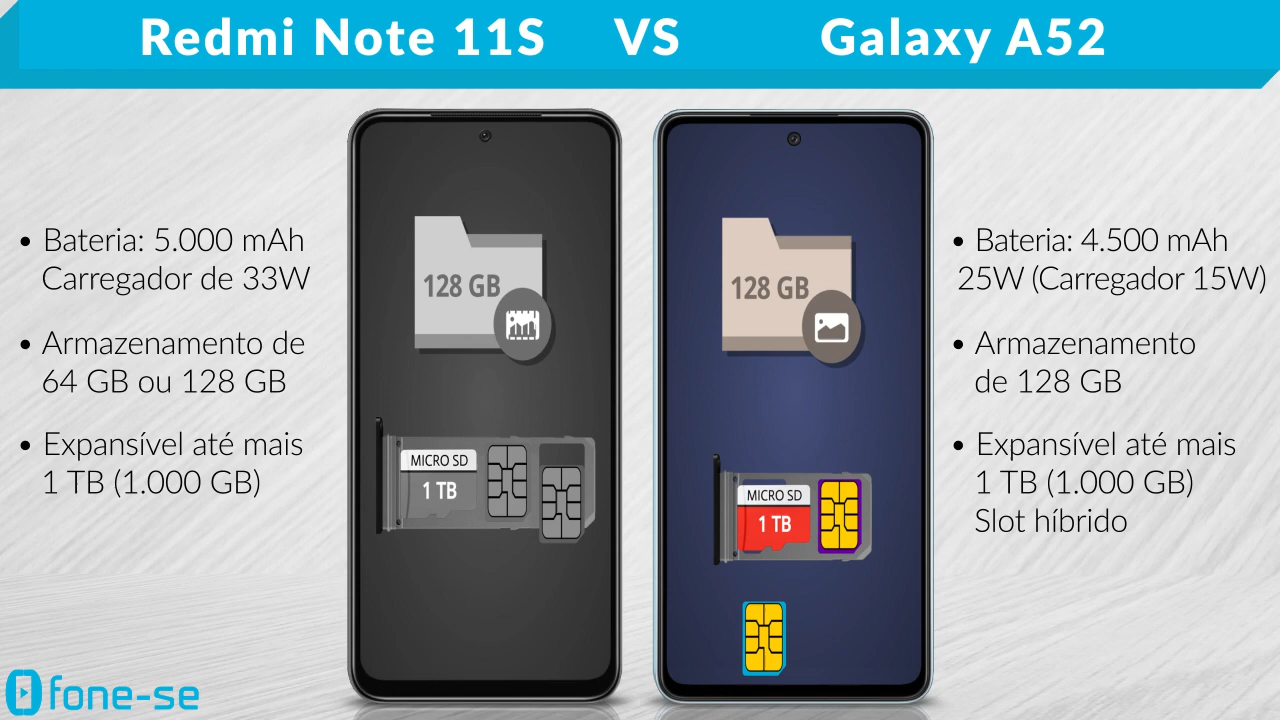 Redmi Note 11S VS Galaxy A52
• Bateria: 5.000 mAh
Carregador de 33W
• Armazenamento de
64 GB ou 128 GB
• Expansível até mais
1 TB (1.000 GB)
128 GB
MICRO SD
1 TB
128 GB
MICRO SD
1 TB
• Bateria: 4.500 mAh
25W (Carregador 15W)
• Armazenamento
de 128 GB
• Expansível até mais
1 TB (1.000 GB)
Slot híbrido
fone-se